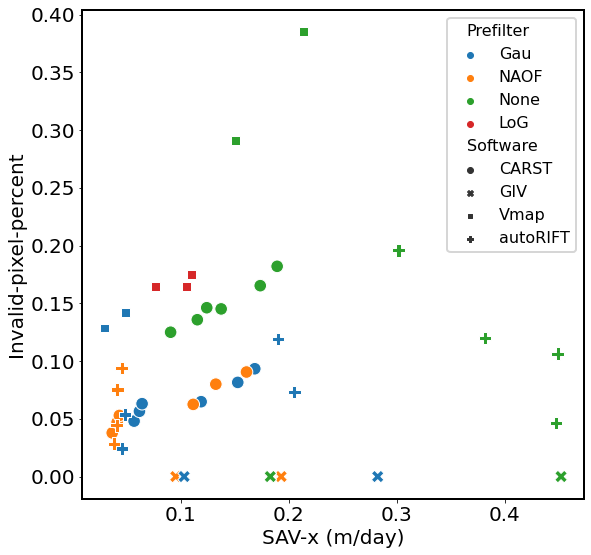 Invalid-pixel-percent
0.40
0.35
0.30
0.25
0.20
0.15
0.10
0.05
0.00
0.1
0.2
0.3
0.4
SAV-x (m/day)
Prefilter
Gau
NAOF
None
LoG
Software
CARST
GIV
Vmap
autoRIFT